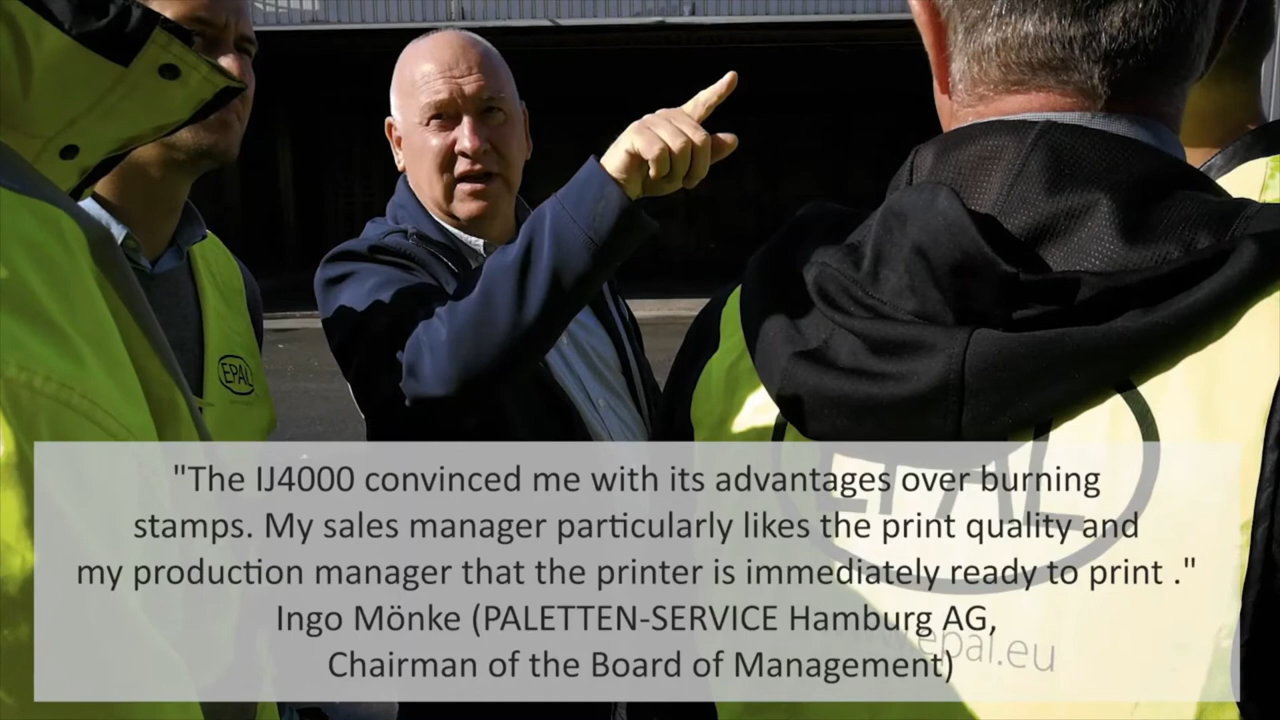 EPAL
"The IJ4000 convinced me with its advantages over burning
stamps. My sales manager particularly likes the print quality and
my production manager that the printer is immediately ready to print ."
Ingo Mönke (PALETTEN-SERVICE Hamburg AG,
Chairman of the Board of Management)
EPAL
epal.eu